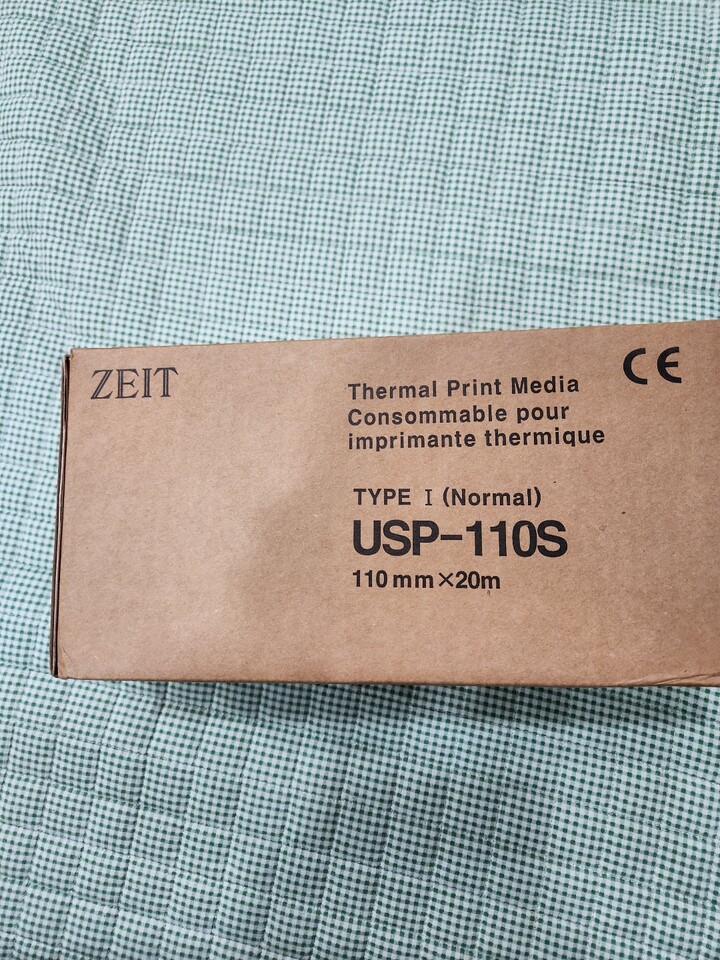 ZEIT
CE
Thermal Print Media
Consommable pour
imprimante thermique
TYPE I (Normal)
USP-110S
110 mm×20m